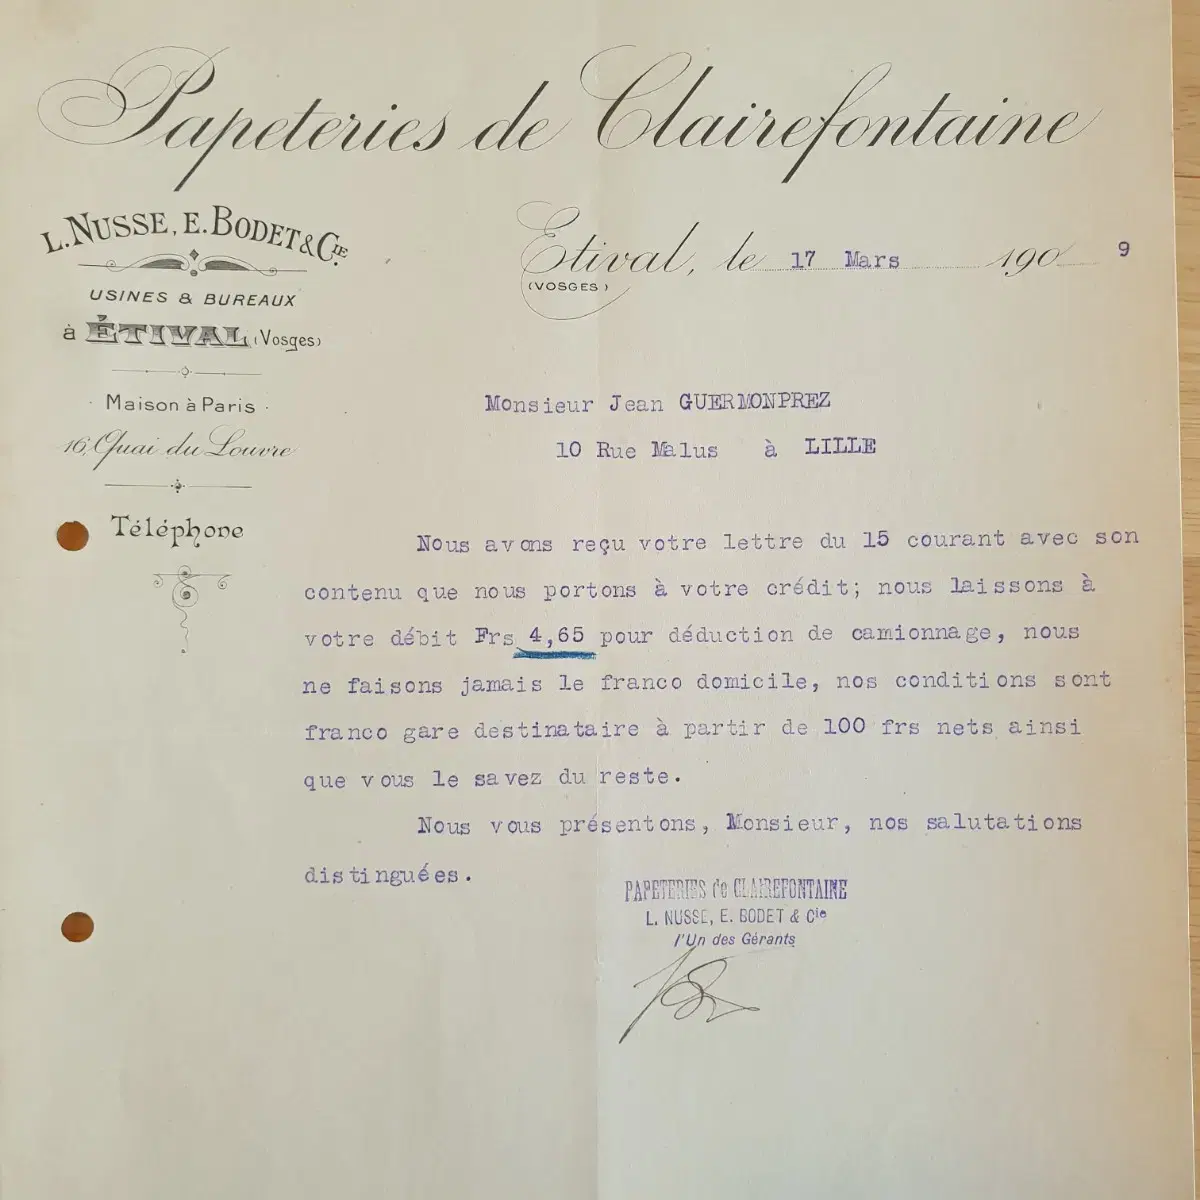 Papeteries de Clairefontaine
L. NUSSE, E. BODET & CIE
USINES & BUREAUX
à ÉTIVAL (Vosges)
Maison à Paris
16, Quai du Louvre
Téléphone
Etival, le 17 Mars 190 9
(VOSGES)
Monsieur Jean GUERMONPREZ
10 Rue Malus à LILLE
Nous avons reçu votre lettre du 15 courant avec son
contenu que nous portons à votre crédit; nous laissons à
votre débit Frs 4,65 pour déduction de camionnage, nous
ne faisons jamais le franco domicile, nos conditions sont
franco gare destinataire à partir de 100 frs nets ainsi
que vous le savez du reste.
Nous vous présentons, Monsieur, nos salutations
distinguées.
PAPETERIES de CLAIREFONTAINE
L. NUSSE, E. BODET & Cie
l'Un des Gérants